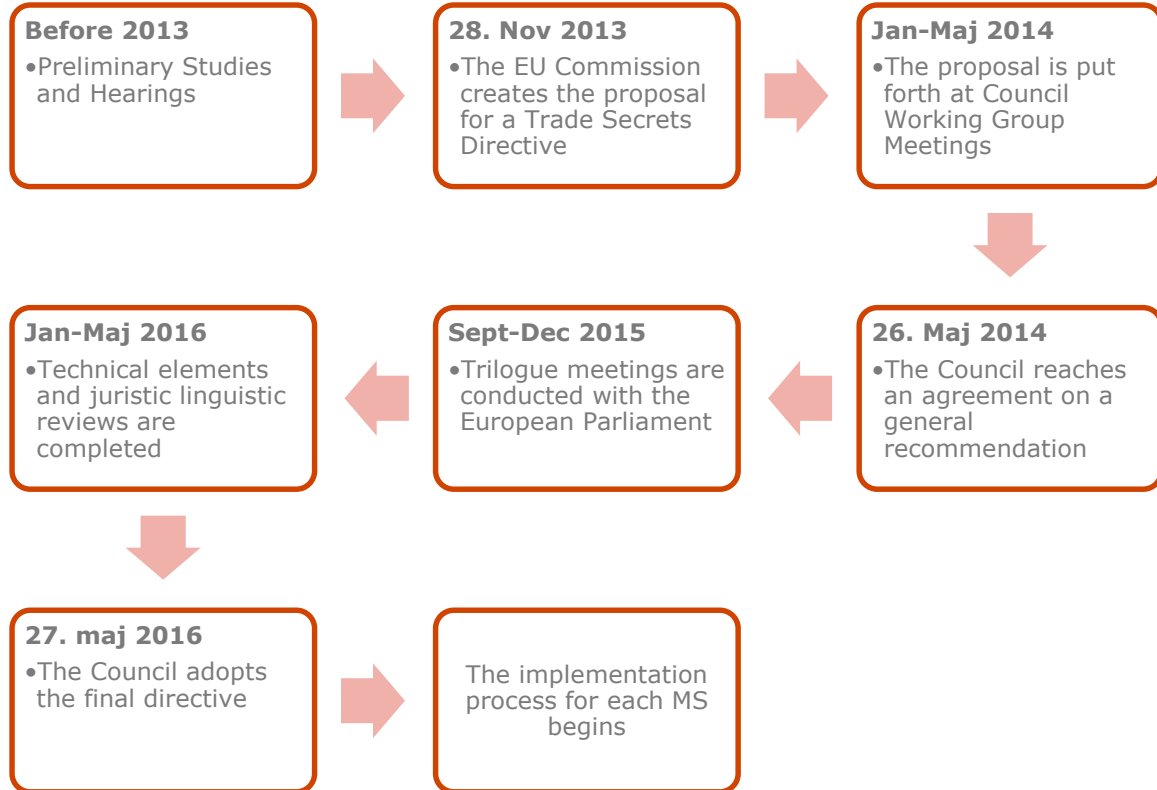 Before 2013
•Preliminary Studies
and Hearings
28. Nov 2013
•The EU Commission
creates the proposal
for a Trade Secrets
Directive
Jan-Maj 2014
•The proposal is put
forth at Council
Working Group
Meetings
26. Maj 2014
•The Council reaches
an agreement on a
general
recommendation
Sept-Dec 2015
•Trilogue meetings are
conducted with the
European Parliament
Jan-Maj 2016
•Technical elements
and juristic linguistic
reviews are
completed
27. maj 2016
•The Council adopts
the final directive
The implementation
process for each MS
begins